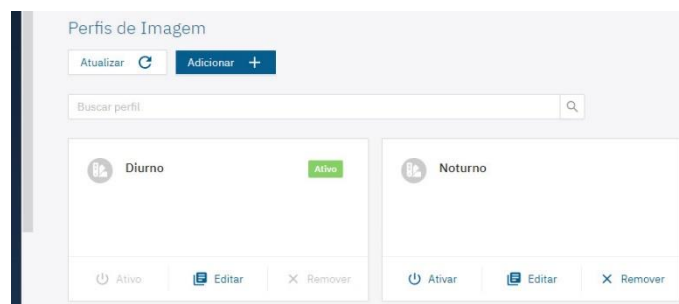 Perfis de Imagem
Atualizar Adicionar +
Buscar perfil
Diurno Ativo Noturno
Ativo Editar Remover Ativar Editar Remover